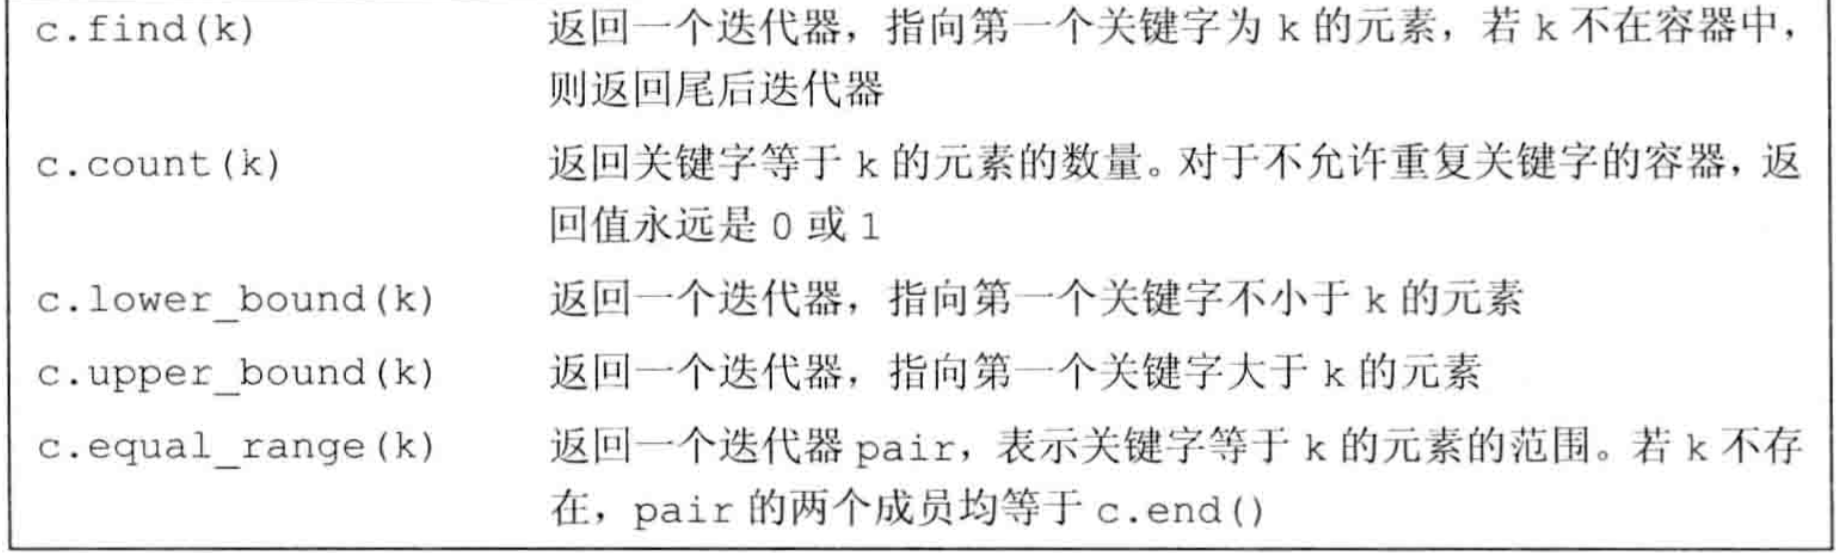 c.find(k) 返回一个迭代器，指向第一个关键字为 k 的元素，若 k 不在容器中，
则返回尾后迭代器
c.count(k) 返回关键字等于 k 的元素的数量。对于不允许重复关键字的容器，返
回值永远是 0 或 1
c.lower_bound(k) 返回一个迭代器，指向第一个关键字不小于 k 的元素
c.upper_bound(k) 返回一个迭代器，指向第一个关键字大于 k 的元素
c.equal_range(k) 返回一个迭代器 pair，表示关键字等于 k 的元素的范围。若 k 不存
在，pair 的两个成员均等于 c.end()